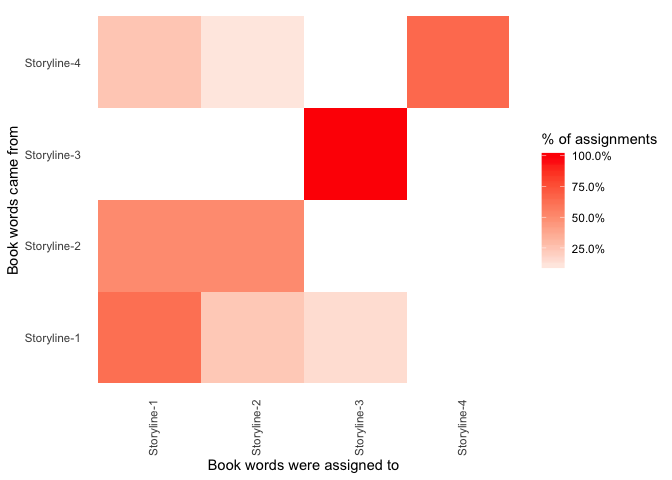 Storyline-4
Storyline-3
Storyline-2
Storyline-1
Book words came from
Storyline-1
Storyline-2
Storyline-3
Storyline-4
Book words were assigned to
% of assignments
100.0%
75.0%
50.0%
25.0%